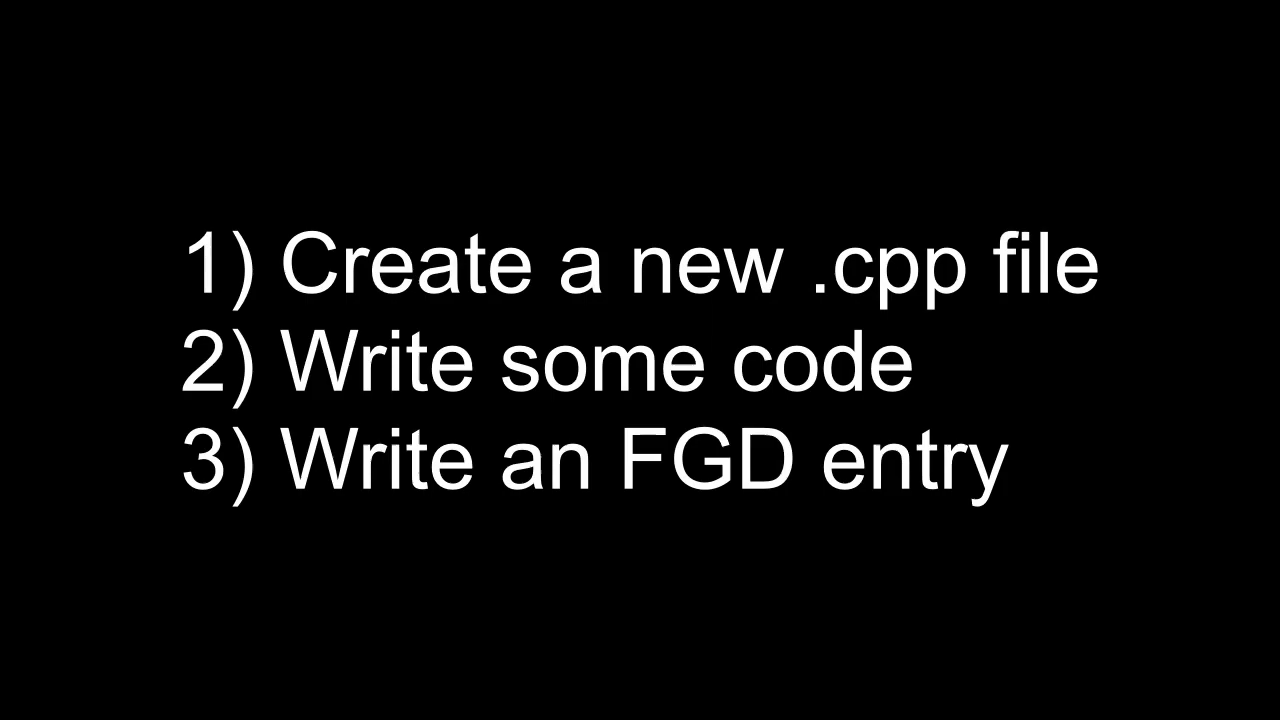 1) Create a new .cpp file
2) Write some code
3) Write an FGD entry